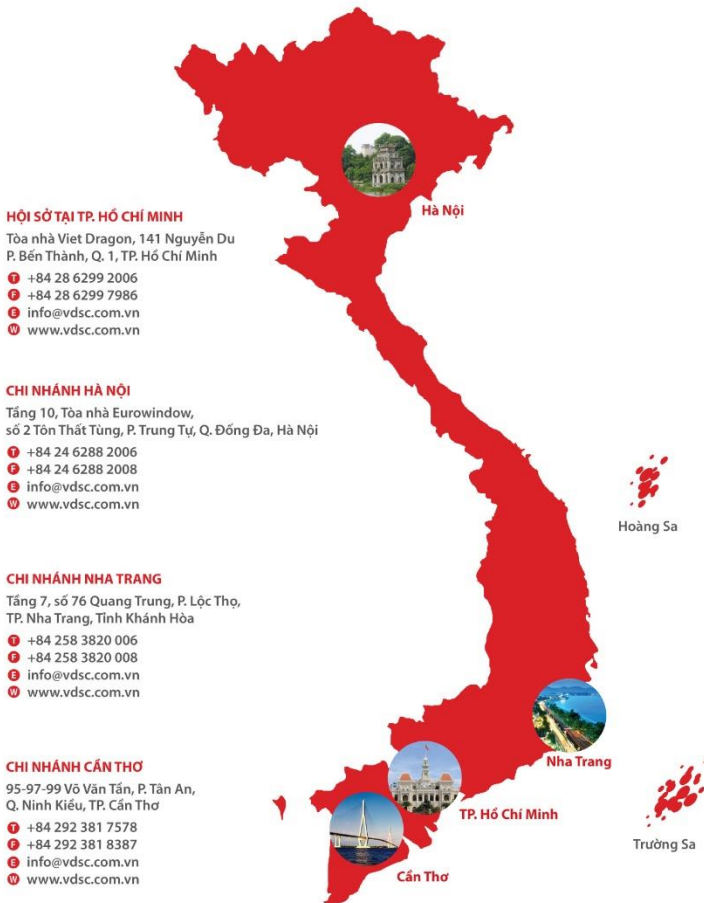 HỘI SỞ TẠI TP. HỒ CHÍ MINH
Tòa nhà Viet Dragon, 141 Nguyễn Du
P. Bến Thành, Q. 1, TP. Hồ Chí Minh
T +84 28 6299 2006
F +84 28 6299 7986
E info@vdsc.com.vn
W www.vdsc.com.vn
CHI NHÁNH HÀ NỘI
Tầng 10, Tòa nhà Eurowindow,
số 2 Tôn Thất Tùng, P. Trung Tự, Q. Đống Đa, Hà Nội
T +84 24 6288 2006
F +84 24 6288 2008
E info@vdsc.com.vn
W www.vdsc.com.vn
CHI NHÁNH NHA TRANG
Tầng 7, số 76 Quang Trung, P. Lộc Thọ,
TP. Nha Trang, Tỉnh Khánh Hòa
T +84 258 3820 006
F +84 258 3820 008
E info@vdsc.com.vn
W www.vdsc.com.vn
CHI NHÁNH CẦN THƠ
95-97-99 Võ Văn Tần, P. Tân An,
Q. Ninh Kiều, TP. Cần Thơ
T +84 292 381 7578
F +84 292 381 8387
E info@vdsc.com.vn
W www.vdsc.com.vn
Hà Nội
Hoàng Sa
Nha Trang
TP. Hồ Chí Minh
Trường Sa
Cần Thơ